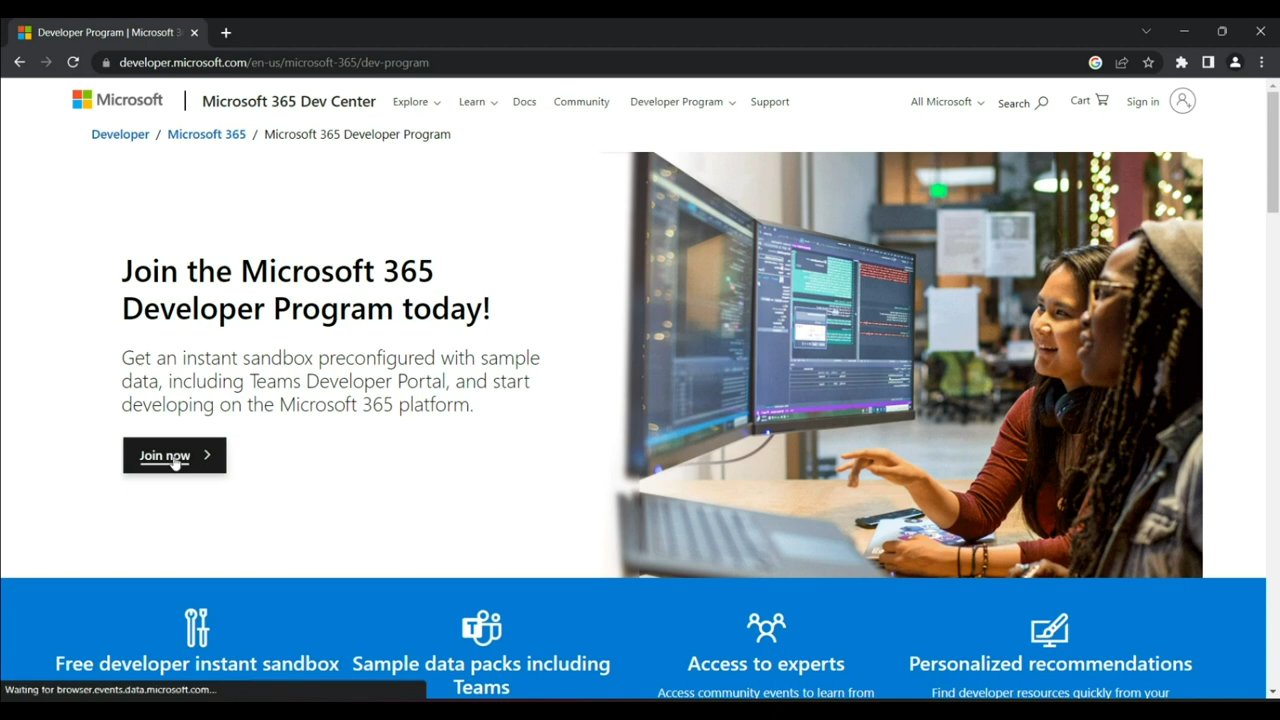 Developer Program | Microsoft 3
developer.microsoft.com/en-us/microsoft-365/dev-program
Microsoft
Microsoft 365 Dev Center
Explore
Learn
Docs
Community
Developer Program
Support
All Microsoft
Search
Cart
Sign in
Developer / Microsoft 365 / Microsoft 365 Developer Program
Join the Microsoft 365
Developer Program today!
Get an instant sandbox preconfigured with sample
data, including Teams Developer Portal, and start
developing on the Microsoft 365 platform.
Join now
Free developer instant sandbox
Sample data packs including
Teams
Access to experts
Access community events to learn from
Personalized recommendations
Find developer resources quickly from your
Waiting for browser.events.data.microsoft.com...